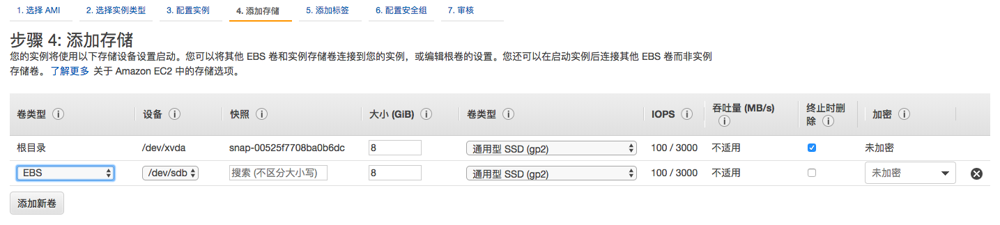 1. 选择 AMI 2. 选择实例类型 3. 配置实例 4. 添加存储 5. 添加标签 6. 配置安全组 7. 审核
步骤 4: 添加存储
您的实例将使用以下存储设备设置启动。您可以将其他 EBS 卷和实例存储卷连接到您的实例，或编辑根卷的设置。您还可以在启动实例后连接其他 EBS 卷而非实例
存储卷。 了解更多 关于 Amazon EC2 中的存储选项。
卷类型 i 设备 i 快照 i 大小 (GiB) i 卷类型 i IOPS i 吞吐量 (MB/s) i 终止时删除 i 加密 i
根目录 /dev/xvda snap-00525f7708ba0b6dc 8 通用型 SSD (gp2) 100 / 3000 不适用 未加密
EBS /dev/sdb 搜索 (不区分大小写) 8 通用型 SSD (gp2) 100 / 3000 不适用 未加密
添加新卷